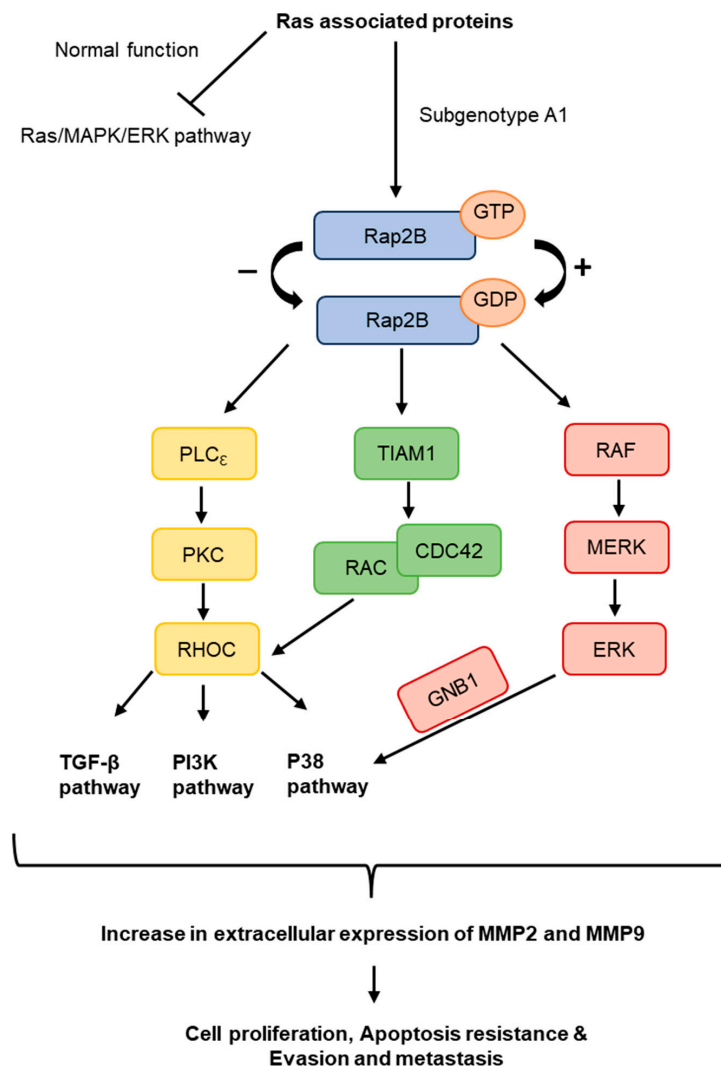 Ras associated proteins
Normal function
Ras/MAPK/ERK pathway
Subgenotype A1
GTP
Rap2B
– +
GDP
Rap2B
PLCε TIAM1 RAF
PKC RAC CDC42 MERK
RHOC ERK
GNB1
TGF-β
pathway
PI3K
pathway
P38
pathway
Increase in extracellular expression of MMP2 and MMP9
Cell proliferation, Apoptosis resistance &
Evasion and metastasis